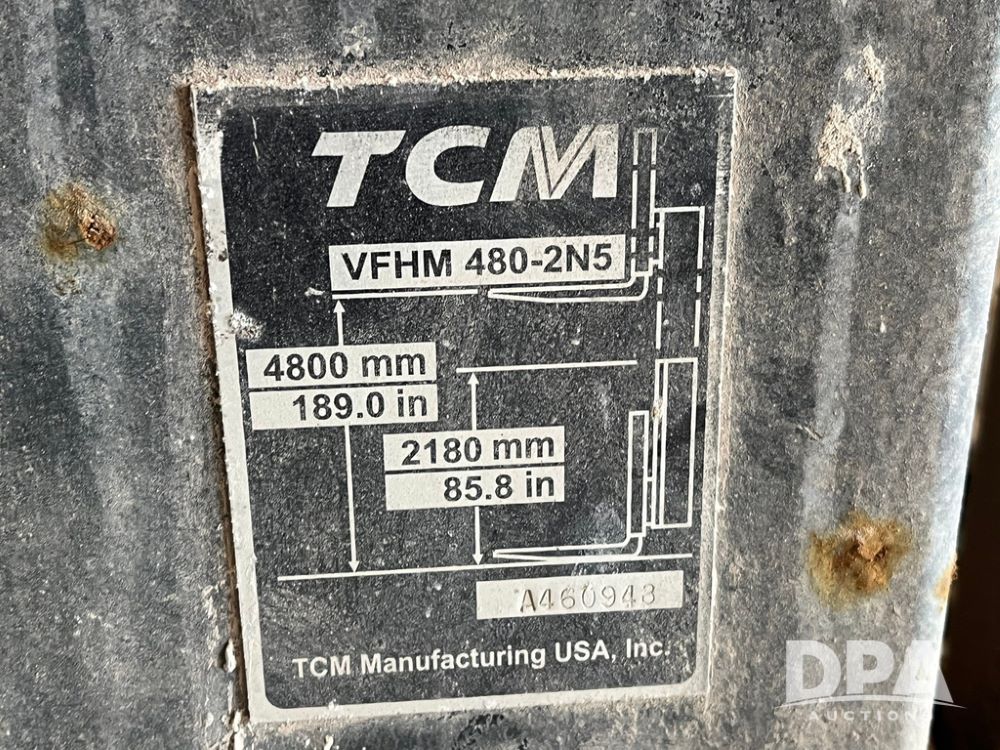 TCM
VFHM 480-2N5
4800 mm
189.0 in
2180 mm
85.8 in
A460948
TCM Manufacturing USA, Inc.
DPA
AUCTIONS